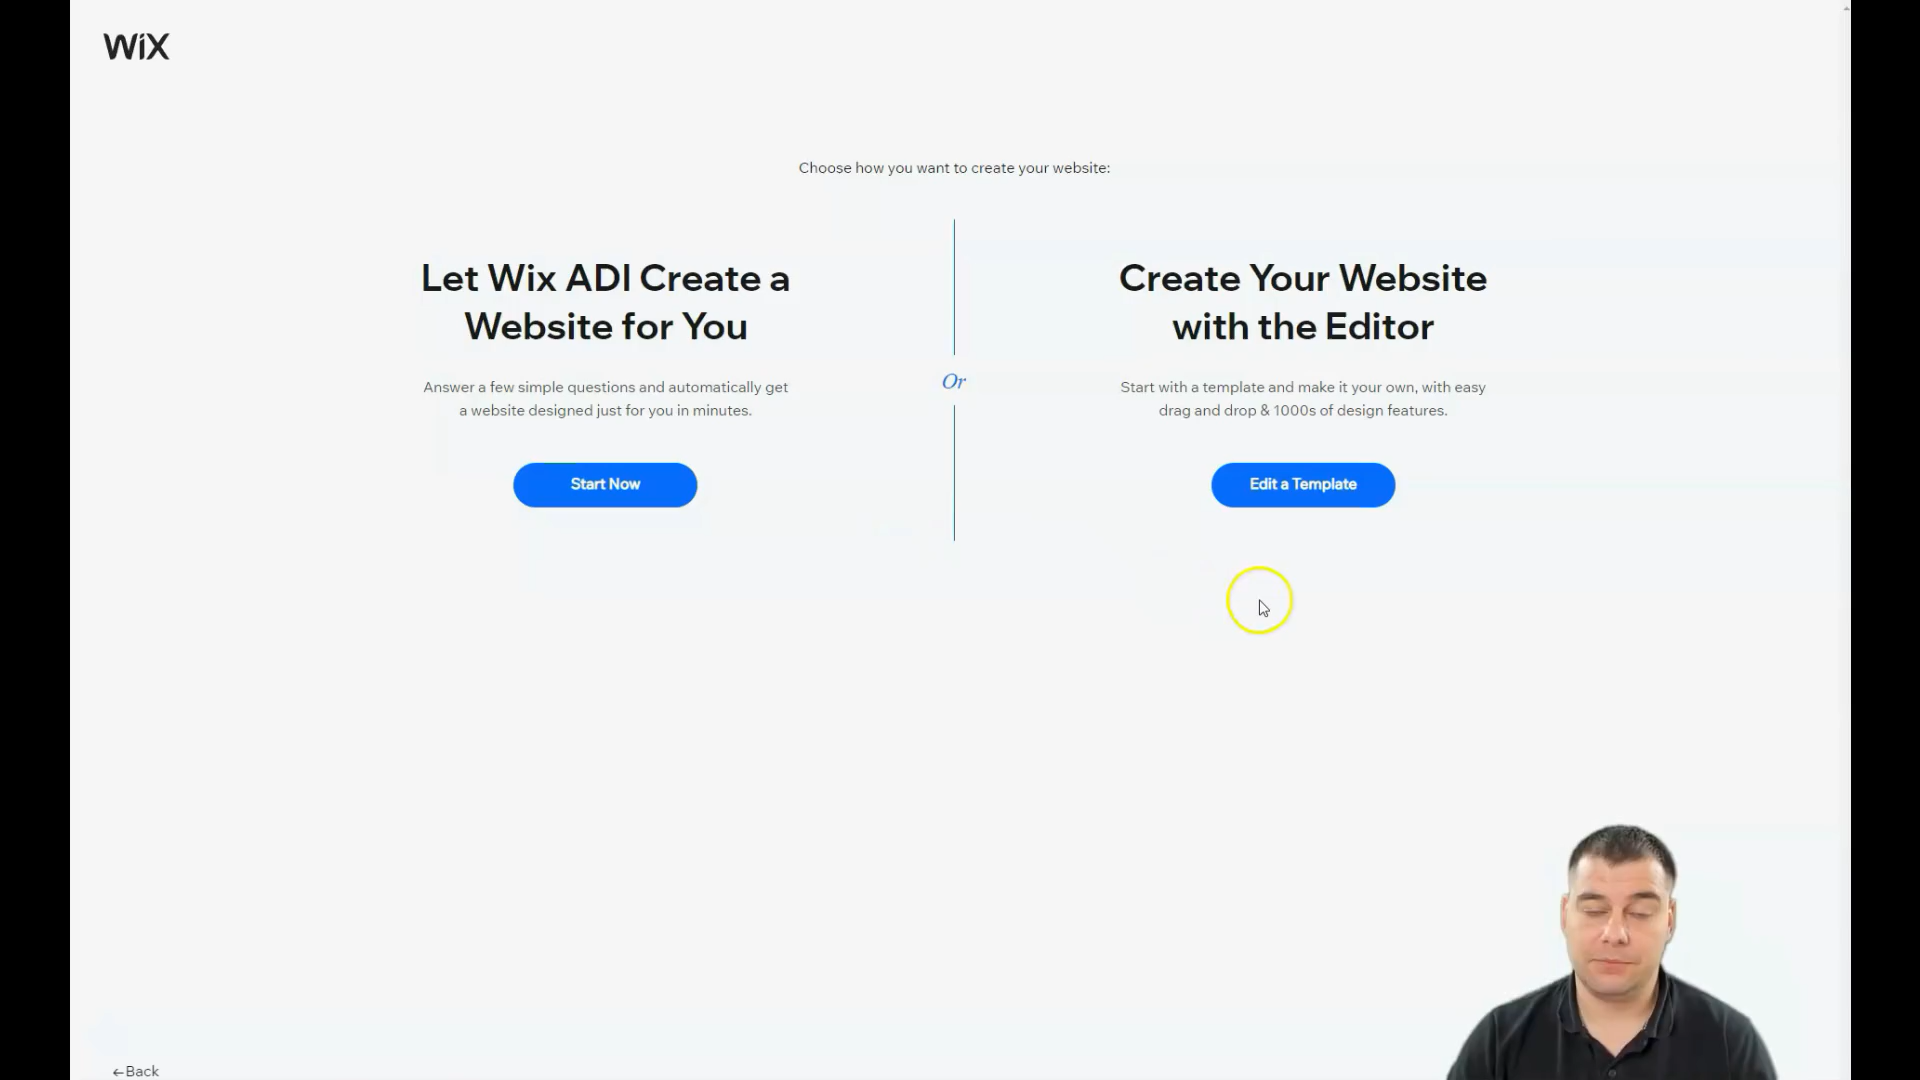 WiX
Choose how you want to create your website:
Let Wix ADI Create a
Website for You
Answer a few simple questions and automatically get
a website designed just for you in minutes.
Start Now
Or
Create Your Website
with the Editor
Start with a template and make it your own, with easy
drag and drop & 1000s of design features.
Edit a Template
←Back